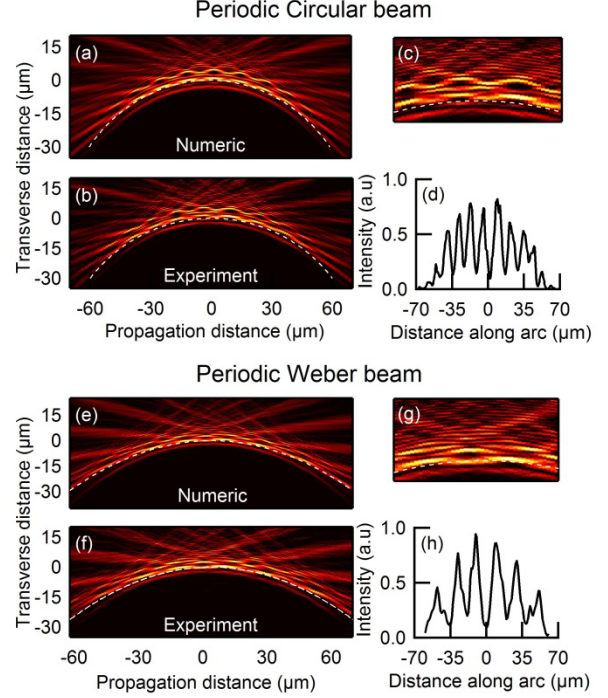 Periodic Circular beam
Transverse distance (μm)
15
0
-15
-30
(a)
Numeric
(c)
15
0
-15
-30
(b)
Experiment
-60 -30 0 30 60
Propagation distance (μm)
Intensity (a.u)
1.0
0.5
0
(d)
-70 -35 0 35 70
Distance along arc (μm)
Periodic Weber beam
Transverse distance (μm)
15
0
-15
-30
(e)
Numeric
(g)
15
0
-15
-30
(f)
Experiment
-60 -30 0 30 60
Propagation distance (μm)
Intensity (a.u)
1.0
0.5
0.0
(h)
-70 -35 0 35 70
Distance along arc (μm)